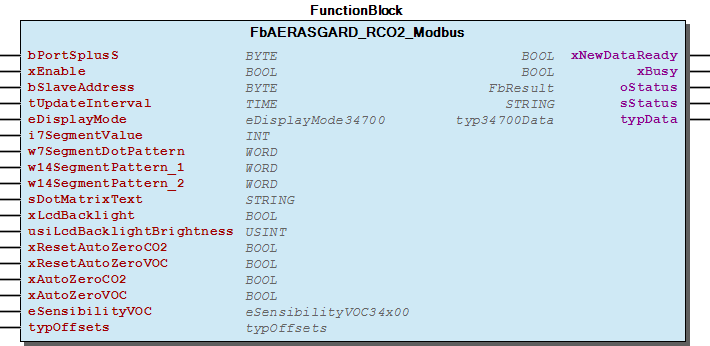 FunctionBlock
FbAERASGARD_RCO2_Modbus
bPortSplusS BYTE BOOL xNewDataReady
xEnable BOOL BOOL xBusy
bSlaveAddress BYTE FbResult oStatus
tUpdateInterval TIME STRING sStatus
eDisplayMode eDisplayMode34700 typ34700Data typData
i7SegmentValue INT
w7SegmentDotPattern WORD
w14SegmentPattern_1 WORD
w14SegmentPattern_2 WORD
sDotMatrixText STRING
xLcdBacklight BOOL
usiLcdBacklightBrightness USINT
xResetAutoZeroCO2 BOOL
xResetAutoZeroVOC BOOL
xAutoZeroCO2 BOOL
xAutoZeroVOC BOOL
eSensibilityVOC eSensibilityVOC34x00
typOffsets typOffsets